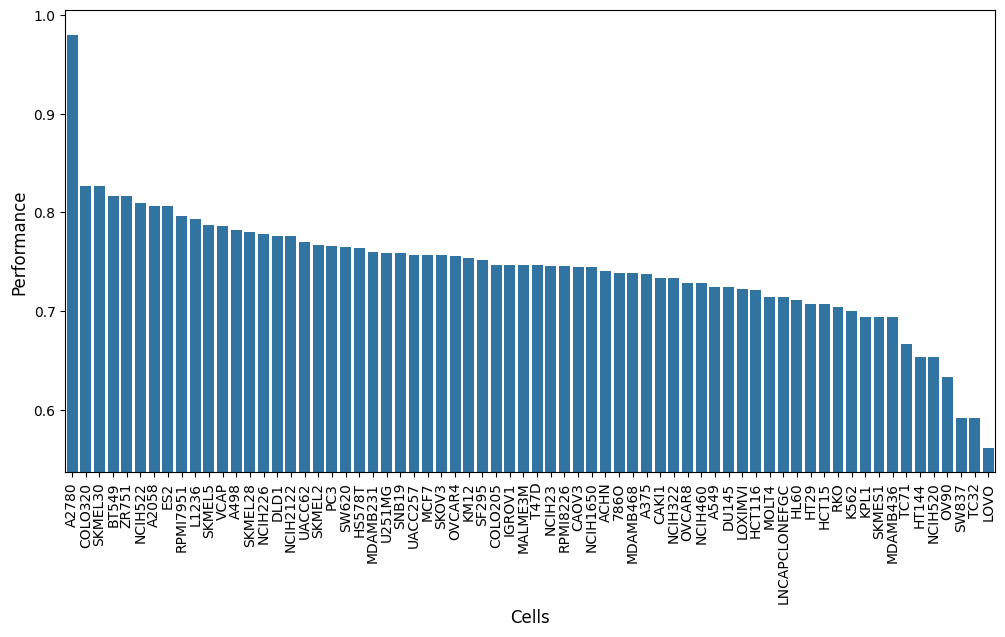 1.0
0.9
0.8
0.7
0.6
Performance
A2780
COLO320
SKMEL30
BT549
ZR751
NCIH522
A2058
ES2
RPMI7951
L1236
SKMEL5
VCAP
A498
SKMEL28
NCIH226
DLD1
NCIH2122
UACC62
SKMEL2
PC3
SW620
HS578T
MDAMB231
U251MG
SNB19
UACC257
MCF7
SKOV3
OVCAR4
KM12
SF295
COLO205
IGROV1
MALME3M
T47D
NCIH23
RPMI8226
CAOV3
NCIH1650
ACHN
786O
MDAMB468
A375
CAKI1
NCIH322
OVCAR8
NCIH460
A549
DU145
LOXIMVI
HCT116
MOLT4
LNCAPCLONEFGC
HL60
HT29
HCT15
RKO
K562
KPL1
SKMES1
MDAMB436
TC71
HT144
NCIH520
OV90
SW837
TC32
LOVO
Cells